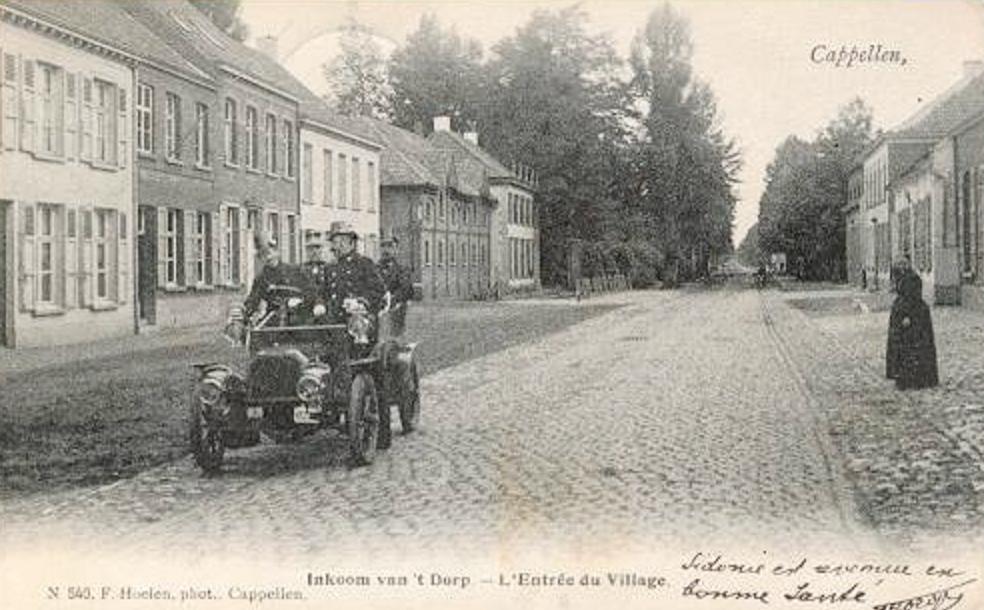 Cappellen,
Inkoom van 't Dorp — L'Entrée du Village.
N 540. F. Hoelen, phot., Cappellen.
Sidonie est revenue en
bonne santé